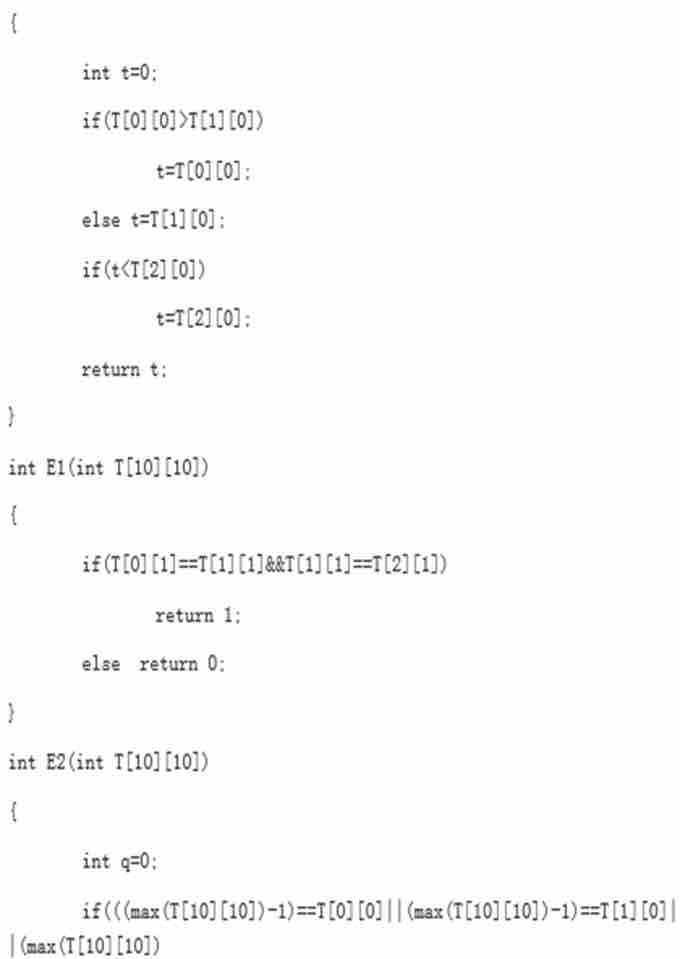 {
int t=0;
if(T[0][0]>T[1][0])
t=T[0][0];
else t=T[1][0];
if(t<T[2][0])
t=T[2][0];
return t;
}
int E1(int T[10][10])
{
if(T[0][1]==T[1][1]&&T[1][1]==T[2][1])
return 1;
else return 0;
}
int E2(int T[10][10])
{
int q=0;
if(((max(T[10][10])-1)==T[0][0]||(max(T[10][10])-1)==T[1][0]|
|(max(T[10][10])